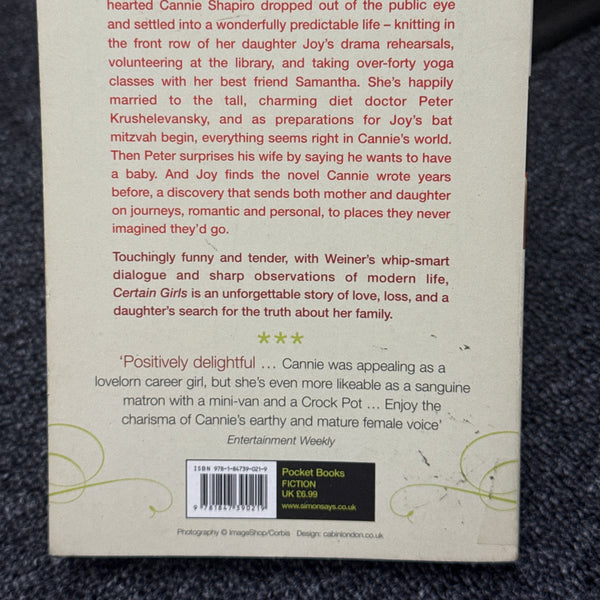 hearted Cannie Shapiro dropped out of the public eye
and settled into a wonderfully predictable life – knitting in
the front row of her daughter Joy's drama rehearsals,
volunteering at the library, and taking over-forty yoga
classes with her best friend Samantha. She's happily
married to the tall, charming diet doctor Peter
Krushelevansky, and as preparations for Joy's bat
mitzvah begin, everything seems right in Cannie's world.
Then Peter surprises his wife by saying he wants to have
a baby. And Joy finds the novel Cannie wrote years
before, a discovery that sends both mother and daughter
on journeys, romantic and personal, to places they never
imagined they'd go.
Touchingly funny and tender, with Weiner's whip-smart
dialogue and sharp observations of modern life,
Certain Girls is an unforgettable story of love, loss, and a
daughter's search for the truth about her family.
***
'Positively delightful … Cannie was appealing as a
lovelorn career girl, but she's even more likeable as a sanguine
matron with a mini-van and a Crock Pot … Enjoy the
charisma of Cannie's earthy and mature female voice'
Entertainment Weekly
ISBN 978-1-84739-021-9
9 781847 390219
Pocket Books
FICTION
UK £6.99
www.simonsays.co.uk
Photography © ImageShop/Corbis Design: cabinlondon.co.uk